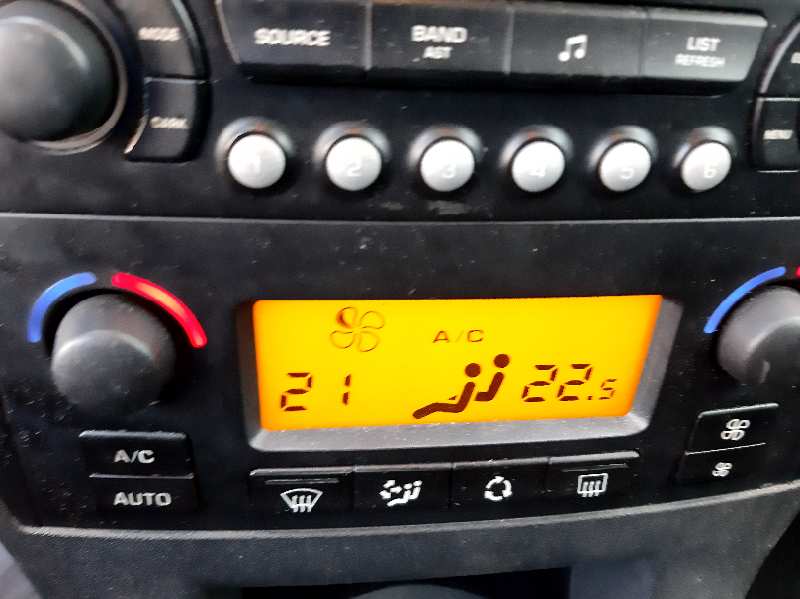 MODE
SOURCE
BAND
AST
LIST
REFRESH
DARK
MENU
1 2 3 4 5 6
A/C
21 22.5
A/C
AUTO